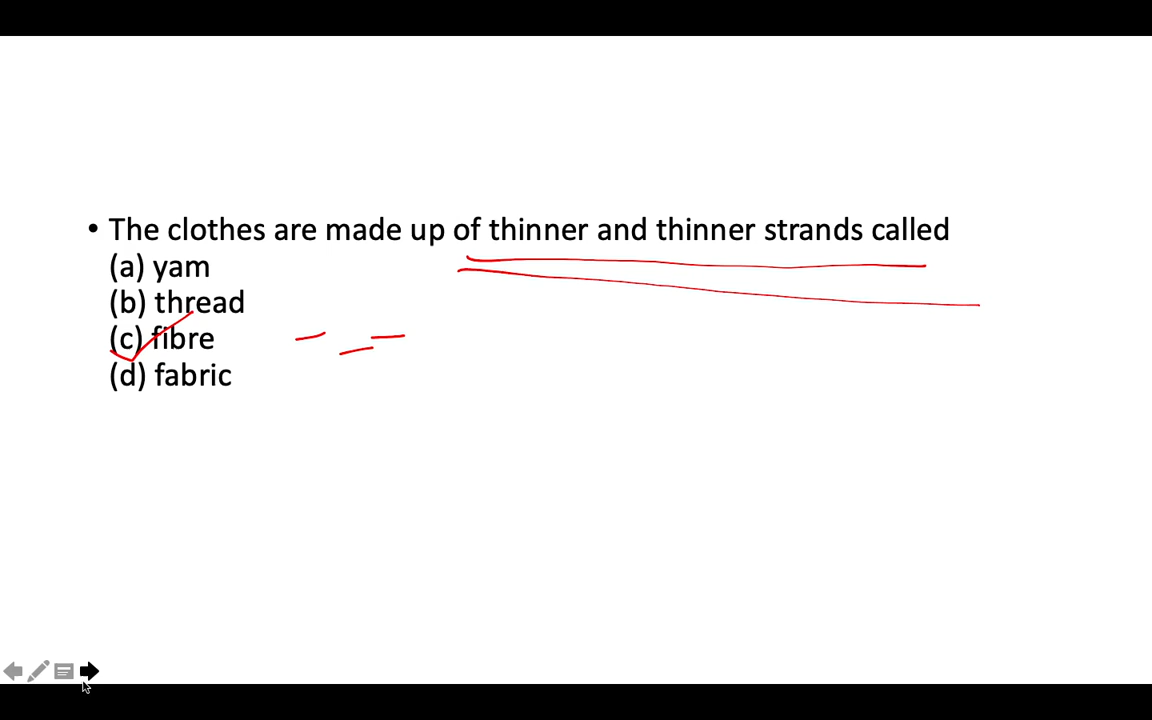 • The clothes are made up of thinner and thinner strands called
(a) yam
(b) thread
(c) fibre
(d) fabric